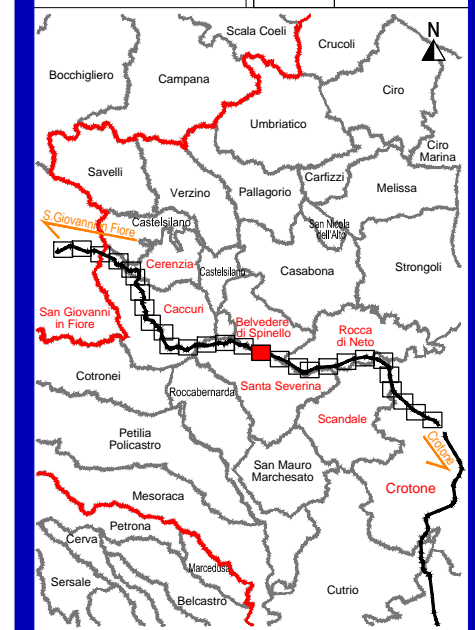 Scala Coeli
Crucoli
N
Bocchigliero
Campana
Ciro
Umbriatico
Ciro
Marina
Savelli
Carfizzi
Verzino
Pallagorio
Melissa
S.Giovanni in Fiore
Castelsilano
San Nicola
dell'Alto
Cerenzia
Castelsilano
Casabona
Strongoli
San Giovanni
in Fiore
Caccuri
Belvedere
di Spinello
Rocca
di Neto
Cotronei
Roccabernarda
Santa Severina
Scandale
Petilia
Policastro
Crotone
San Mauro
Marchesato
Mesoraca
Crotone
Petrona
Cerva
Marcedusa
Sersale
Belcastro
Cutrio